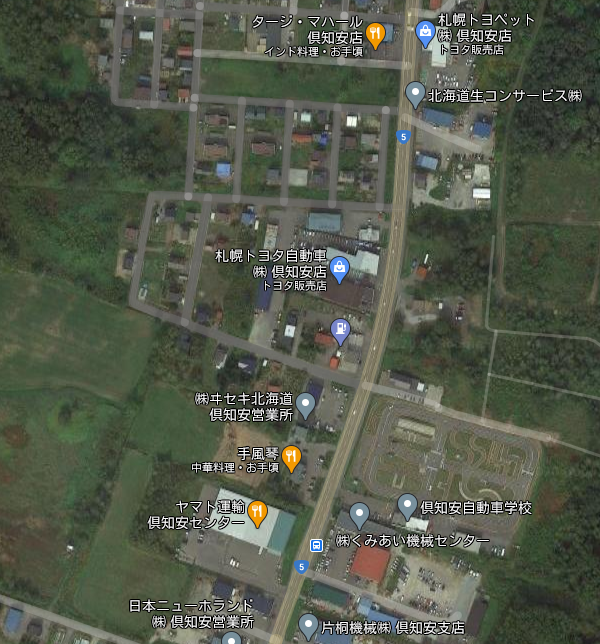 タージ・マハール
倶知安店
インド料理・お手頃
札幌トヨペット
㈱ 倶知安店
トヨタ販売店
北海道生コンサービス㈱
5
札幌トヨタ自動車
㈱ 倶知安店
トヨタ販売店
㈱ヰセキ北海道
倶知安営業所
手風琴
中華料理・お手頃
ヤマト運輸
倶知安センター
倶知安自動車学校
㈱くみあい機械センター
5
日本ニューホランド
㈱ 倶知安営業所
片桐機械㈱ 倶知安支店